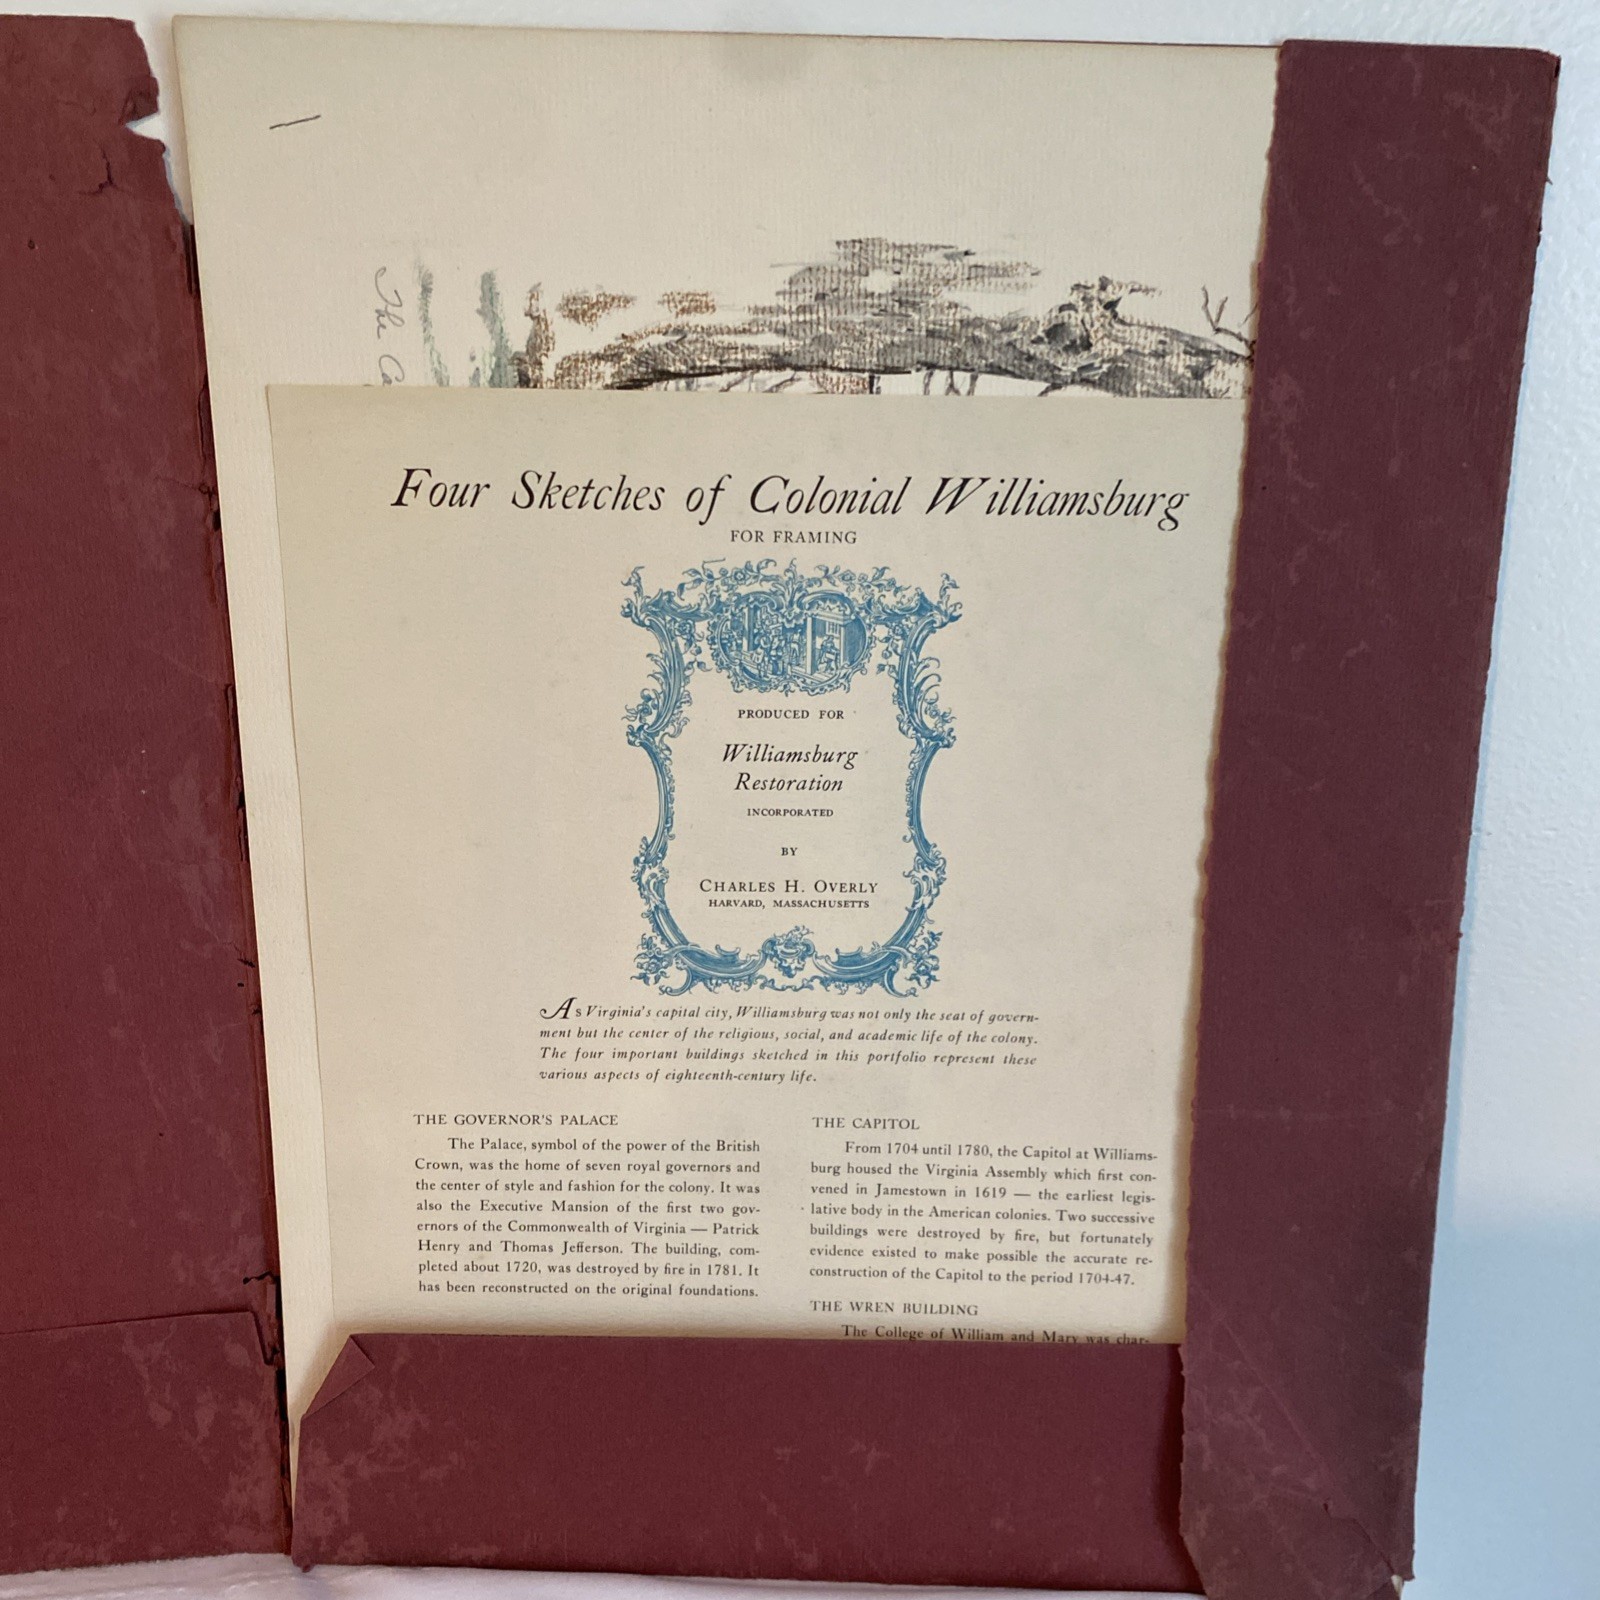 The
Four Sketches of Colonial Williamsburg
FOR FRAMING
PRODUCED FOR
Williamsburg
Restoration
INCORPORATED
BY
CHARLES H. OVERLY
HARVARD, MASSACHUSETTS
As Virginia's capital city, Williamsburg was not only the seat of govern-
ment but the center of the religious, social, and academic life of the colony.
The four important buildings sketched in this portfolio represent these
various aspects of eighteenth-century life.
THE GOVERNOR'S PALACE
The Palace, symbol of the power of the British
Crown, was the home of seven royal governors and
the center of style and fashion for the colony. It was
also the Executive Mansion of the first two gov-
ernors of the Commonwealth of Virginia — Patrick
Henry and Thomas Jefferson. The building, com-
pleted about 1720, was destroyed by fire in 1781. It
has been reconstructed on the original foundations.
THE CAPITOL
From 1704 until 1780, the Capitol at Williams-
burg housed the Virginia Assembly which first con-
vened in Jamestown in 1619 — the earliest legis-
lative body in the American colonies. Two successive
buildings were destroyed by fire, but fortunately
evidence existed to make possible the accurate re-
construction of the Capitol to the period 1704-47.
THE WREN BUILDING
The College of William and Mary was char-